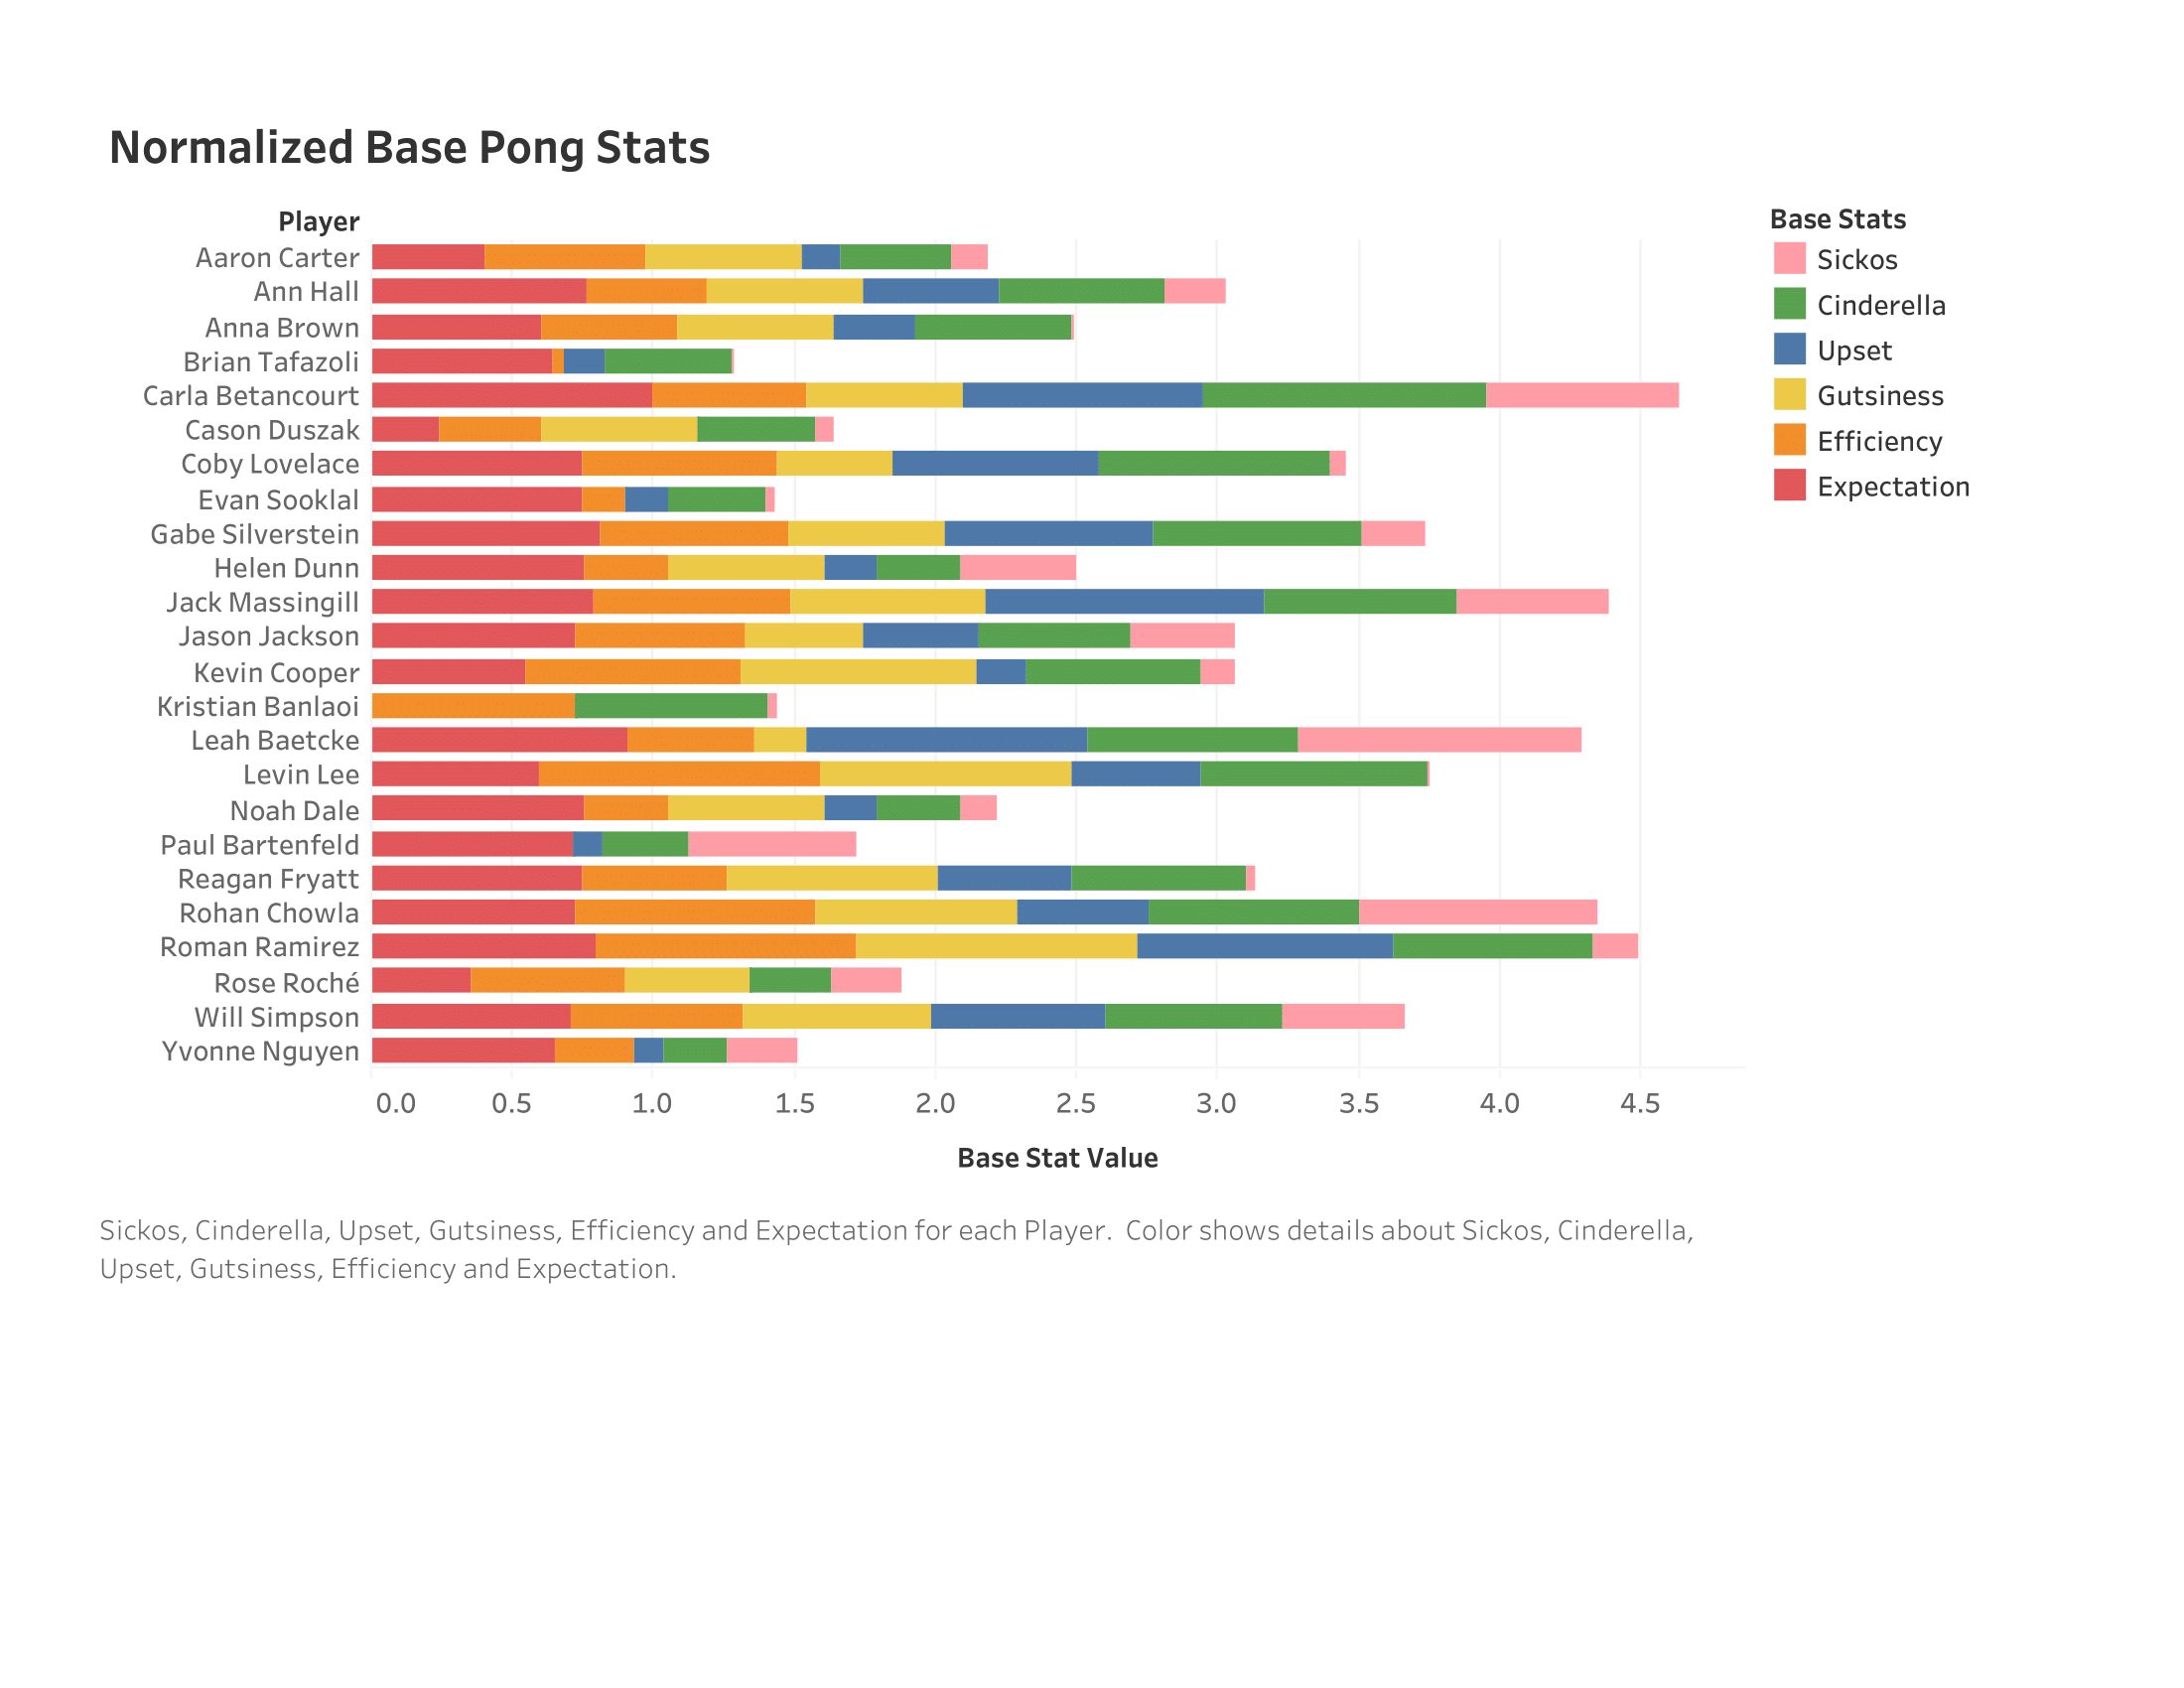 Normalized Base Pong Stats
Player
Aaron Carter
Ann Hall
Anna Brown
Brian Tafazoli
Carla Betancourt
Cason Duszak
Coby Lovelace
Evan Sooklal
Gabe Silverstein
Helen Dunn
Jack Massingill
Jason Jackson
Kevin Cooper
Kristian Banlaoi
Leah Baetcke
Levin Lee
Noah Dale
Paul Bartenfeld
Reagan Fryatt
Rohan Chowla
Roman Ramirez
Rose Roché
Will Simpson
Yvonne Nguyen
0.0 0.5 1.0 1.5 2.0 2.5 3.0 3.5 4.0 4.5
Base Stat Value
Base Stats
Sickos
Cinderella
Upset
Gutsiness
Efficiency
Expectation
Sickos, Cinderella, Upset, Gutsiness, Efficiency and Expectation for each Player.  Color shows details about Sickos, Cinderella,
Upset, Gutsiness, Efficiency and Expectation.